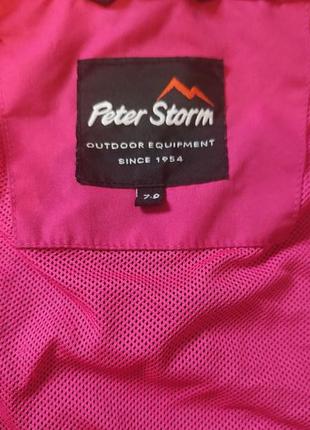 Peter Storm
OUTDOOR EQUIPMENT
SINCE 1954
7-8